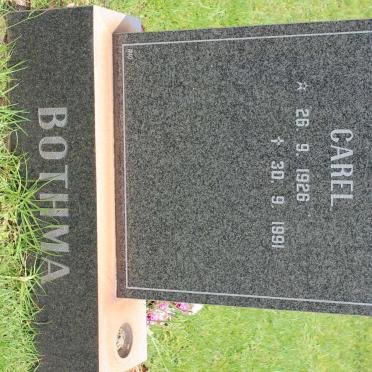 CAREL
☆ 26. 9. 1926
✝ 30. 9. 1991
BOTHMA